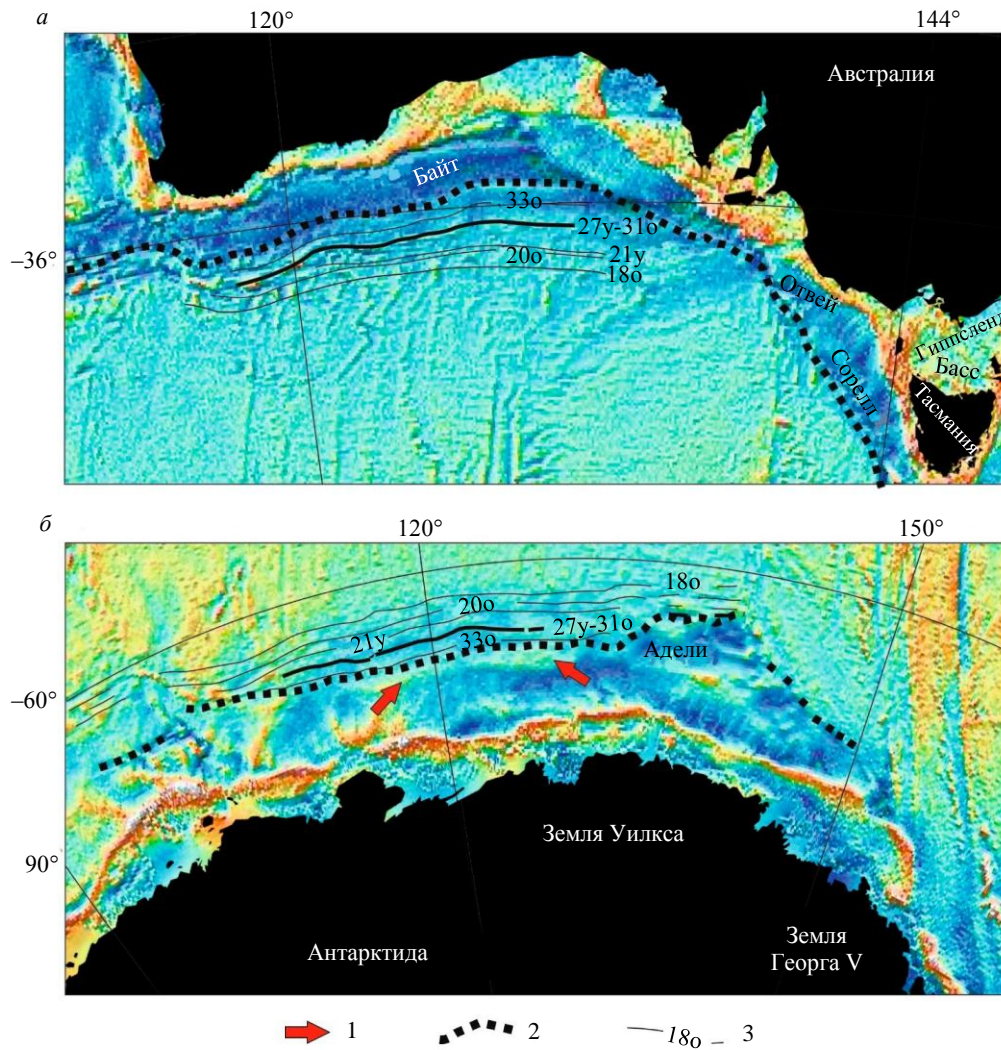 а
120°
144°
Австралия
Байт
33о
27у-31о
–36°
20о
21у
18о
Отвей
Гиппсленд
Басс
Сорелл
Тасмания
б
120°
150°
18о
20о
27у-31о
21у
33о
Адели
–60°
Земля Уилкса
90°
Антарктида
Земля
Георга V
1
2
18о
3